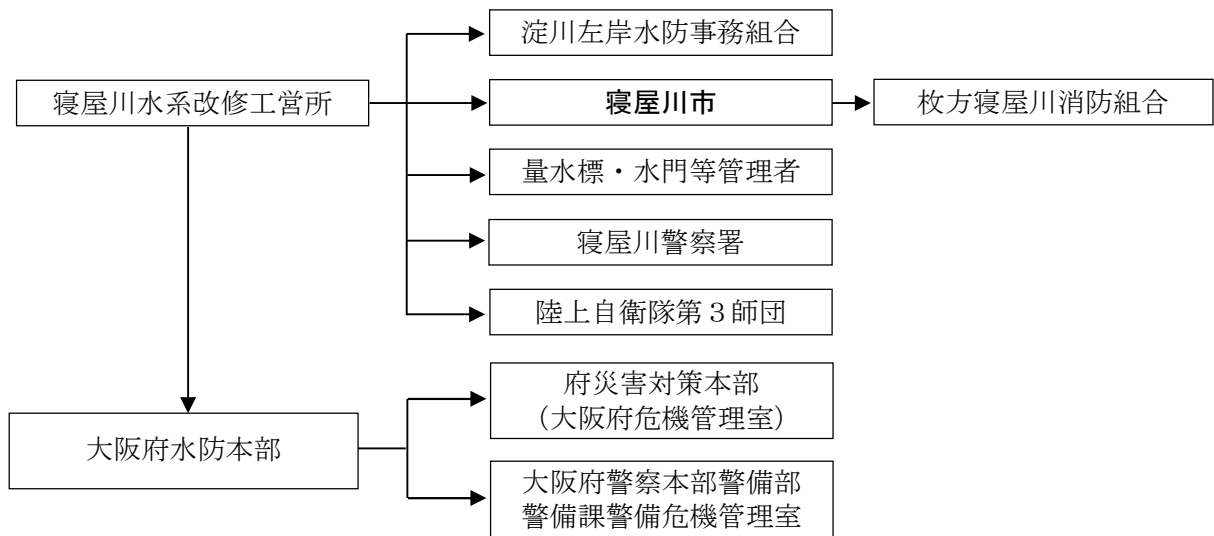 淀川左岸水防事務組合
寝屋川水系改修工営所
寝屋川市
枚方寝屋川消防組合
量水標・水門等管理者
寝屋川警察署
陸上自衛隊第３師団
府災害対策本部
（大阪府危機管理室）
大阪府水防本部
大阪府警察本部警備部
警備課警備危機管理室